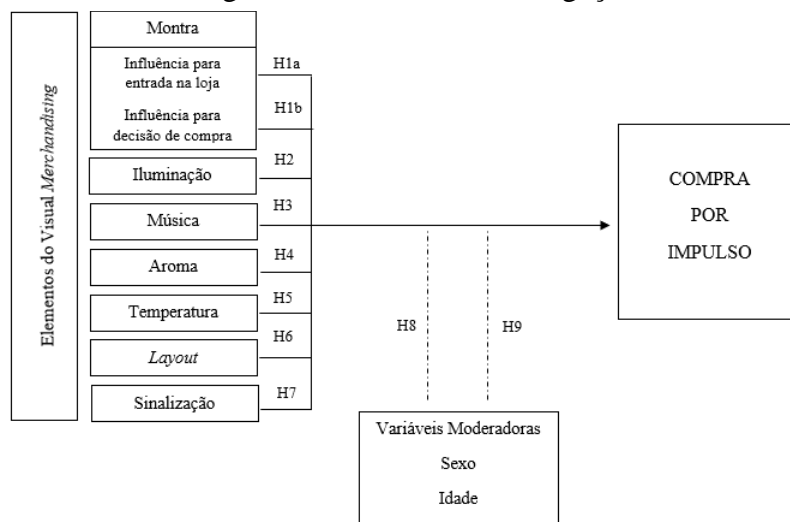 Elementos do Visual Merchandising
Montra
Influência para
entrada na loja
H1a
Influência para
decisão de compra
H1b
Iluminação
H2
Música
H3
Aroma
H4
Temperatura
H5
Layout
H6
Sinalização
H7
H8
H9
Variáveis Moderadoras
Sexo
Idade
COMPRA
POR
IMPULSO